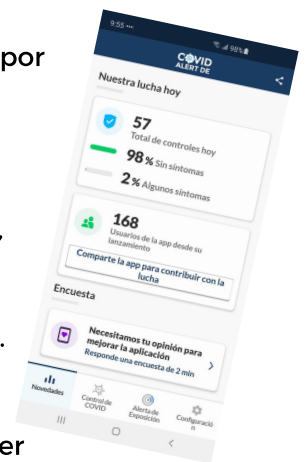 por
9:55
98%
COVID
ALERT DE
Nuestra lucha hoy
57
Total de controles hoy
98 % Sin síntomas
2 % Algunos síntomas
168
Usuarios de la app desde su
lanzamiento
Comparte la app para contribuir con la
lucha
,
Encuesta
.
Necesitamos tu opinión para
mejorar la aplicación
Responde una encuesta de 2 min
Novedades
Control de
COVID
Alerta de
Exposición
Configuració
n
er